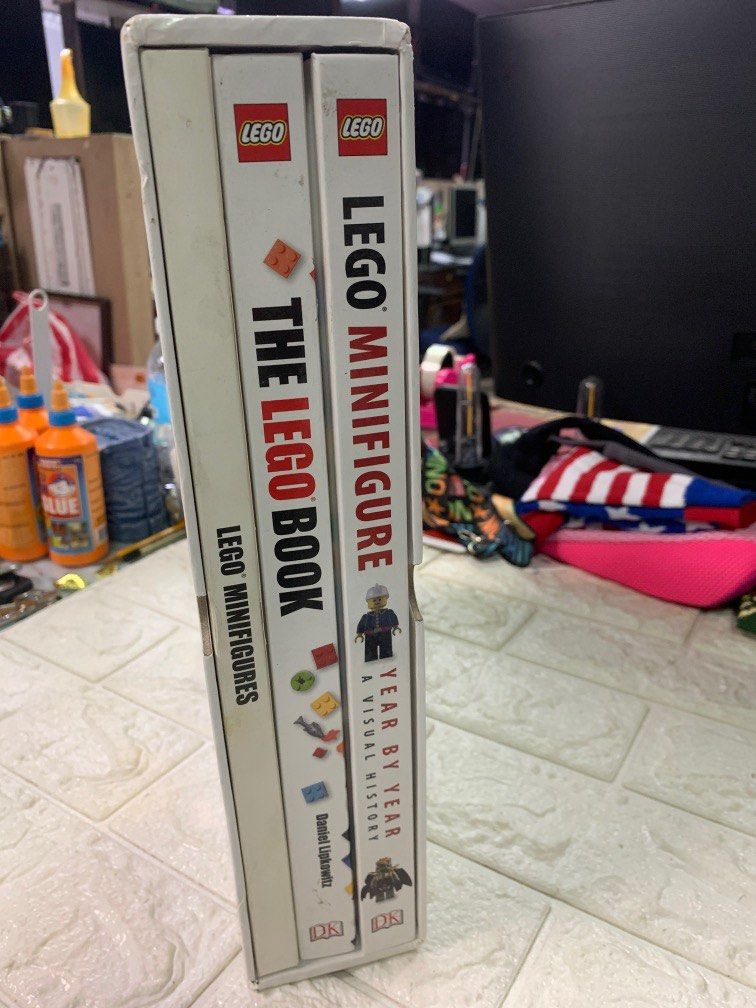 LEGO® MINIFIGURES
LEGO
THE LEGO® BOOK
Daniel Lipkowitz
DK
LEGO
LEGO® MINIFIGURE
YEAR BY YEAR
A VISUAL HISTORY
DK
GLUE